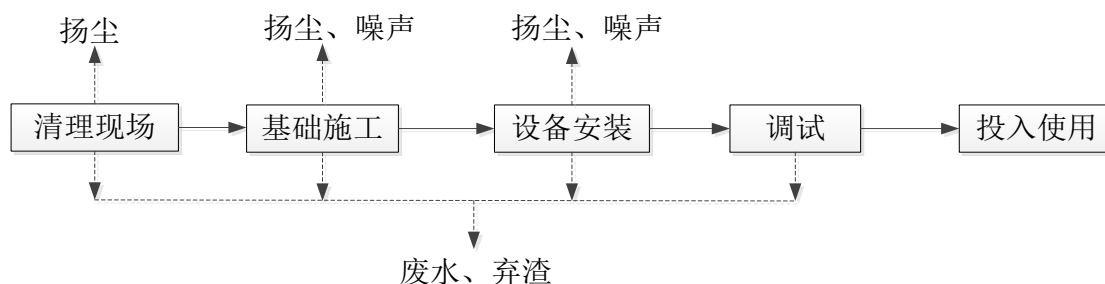 扬尘
扬尘、噪声
扬尘、噪声
清理现场
基础施工
设备安装
调试
投入使用
废水、弃渣